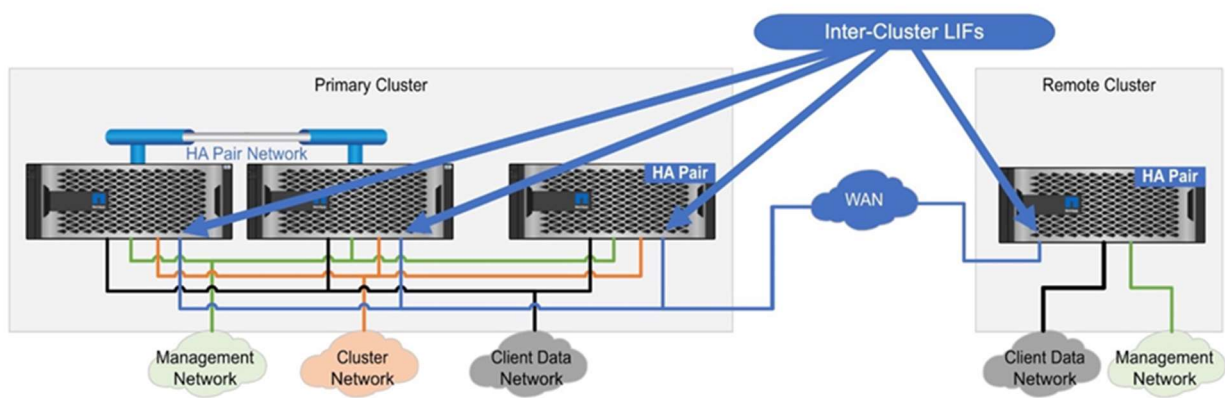 Inter-Cluster LIFs
Primary Cluster
Remote Cluster
HA Pair Network
HA Pair
HA Pair
WAN
Management
Network
Cluster
Network
Client Data
Network
Client Data
Network
Management
Network